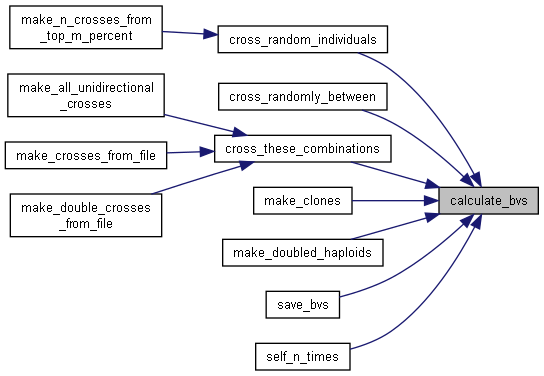 make_n_crosses_from
_top_m_percent
cross_random_individuals
make_all_unidirectional
_crosses
cross_randomly_between
make_crosses_from_file
cross_these_combinations
make_double_crosses
_from_file
make_clones
calculate_bvs
make_doubled_haploids
save_bvs
self_n_times